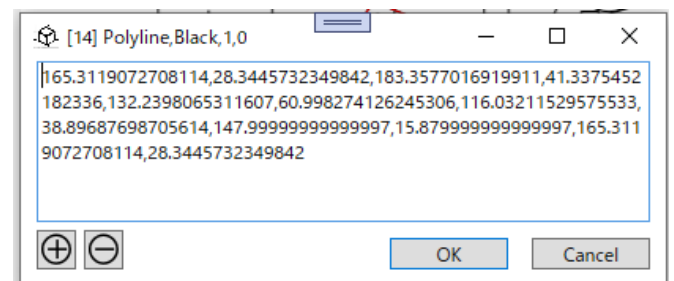 [14] Polyline,Black,1,0
165.3119072708114,28.3445732349842,183.3577016919911,41.3375452
182336,132.2398065311607,60.998274126245306,116.03211529575533,
38.89687698705614,147.99999999999997,15.879999999999997,165.311
9072708114,28.3445732349842
OK Cancel